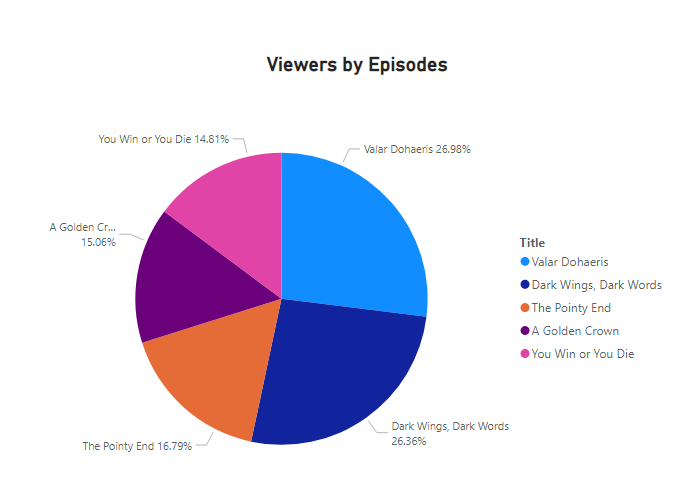 Viewers by Episodes
You Win or You Die 14.81%
Valar Dohaeris 26.98%
A Golden Cr...
15.06%
Title
Valar Dohaeris
Dark Wings, Dark Words
The Pointy End
A Golden Crown
You Win or You Die
Dark Wings, Dark Words
26.36%
The Pointy End 16.79%